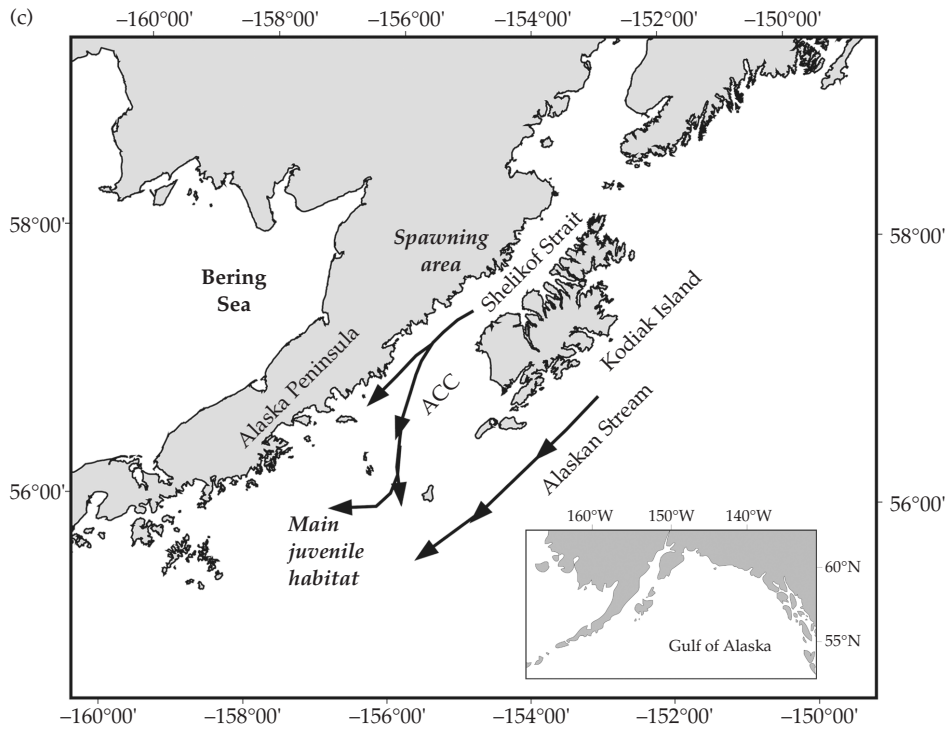 (c)
−160°00' −158°00' −156°00' −154°00' −152°00' −150°00'
58°00'
58°00'
Spawning
area
Shelikof Strait
Bering
Sea
Kodiak Island
Alaska Peninsula
ACC
Alaskan Stream
56°00'
56°00'
Main
juvenile
habitat
160°W 150°W 140°W
60°N
55°N
Gulf of Alaska
−160°00' −158°00' −156°00' −154°00' −152°00' −150°00'